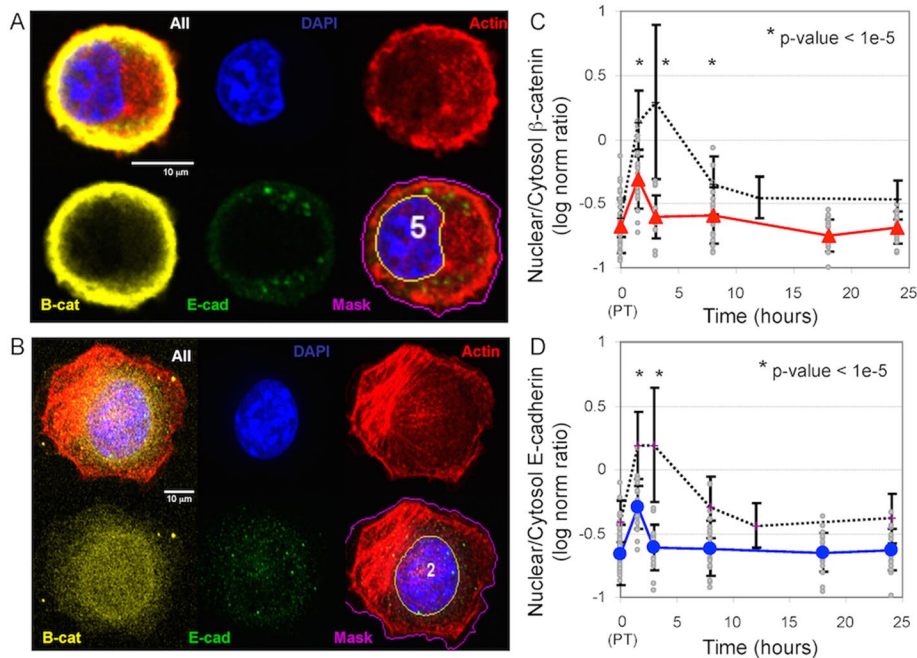 A
All
DAPI
Actin
10 μm
5
B-cat
E-cad
Mask
B
All
DAPI
Actin
10 μm
2
B-cat
E-cad
Mask
C
Nuclear/Cytosol β-catenin
(log norm ratio)
1
0.5
0
-0.5
-1
* p-value < 1e-5
* * *
0 5 10 15 20 25
(PT)
Time (hours)
D
Nuclear/Cytosol E-cadherin
(log norm ratio)
1
0.5
0
-0.5
-1
* p-value < 1e-5
* *
0 5 10 15 20 25
(PT)
Time (hours)